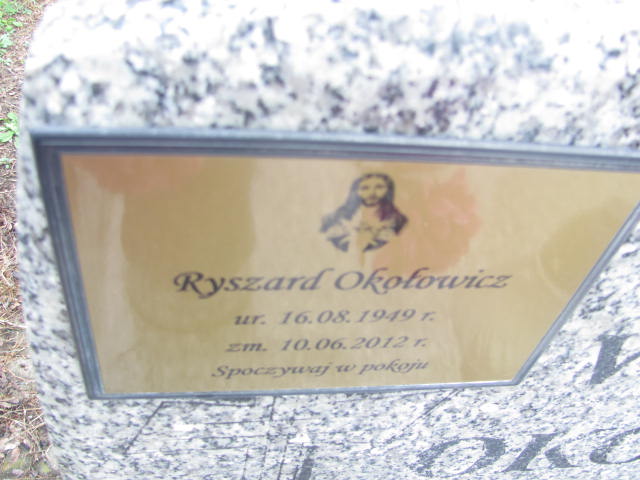 Ryszard Okołowicz
ur. 16.08.1949 r.
zm. 10.06.2012 r.
Spoczywaj w pokoju